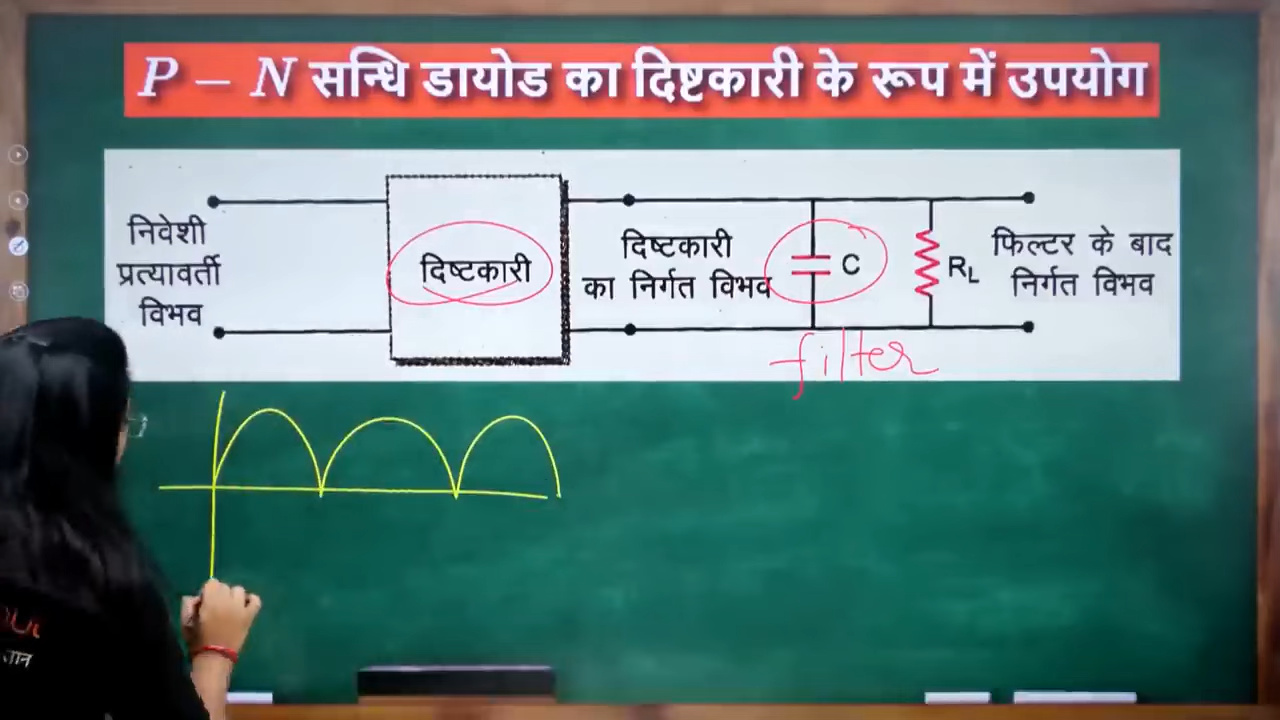 P – N सन्धि डायोड का दिष्टकारी के रूप में उपयोग
निवेशी
प्रत्यावर्ती
विभव
दिष्टकारी
दिष्टकारी
का निर्गत विभव
C
RL
फिल्टर के बाद
निर्गत विभव
filter